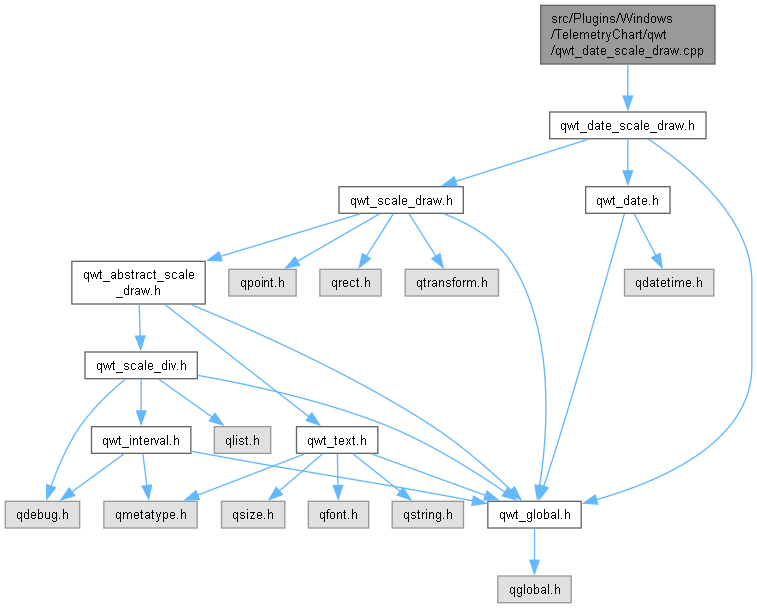 src/Plugins/Windows
/TelemetryChart/qwt
/qwt_date_scale_draw.cpp
qwt_date_scale_draw.h
qwt_scale_draw.h
qwt_date.h
qwt_abstract_scale
_draw.h
qpoint.h
qrect.h
qtransform.h
qdatetime.h
qwt_scale_div.h
qwt_interval.h
qlist.h
qwt_text.h
qdebug.h
qmetatype.h
qsize.h
qfont.h
qstring.h
qwt_global.h
qglobal.h